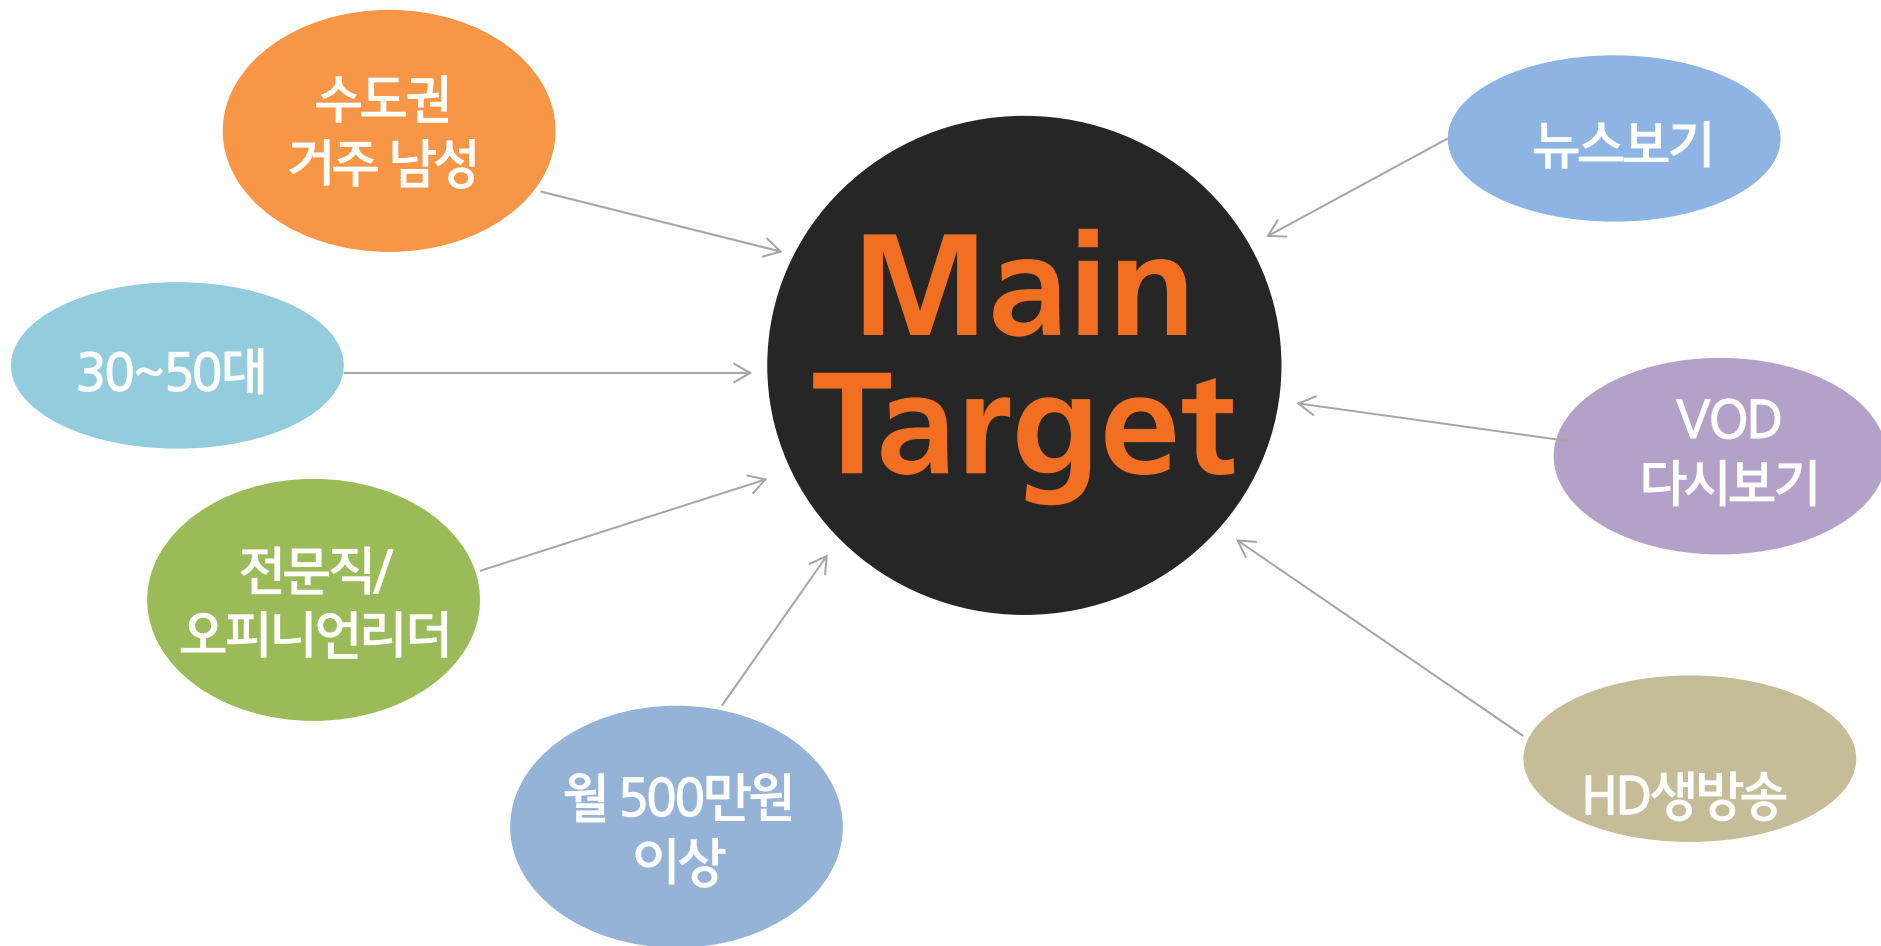 수도권
거주 남성
30~50대
전문직/
오피니언리더
월 500만원
이상
Main
Target
뉴스보기
VOD
다시보기
HD생방송